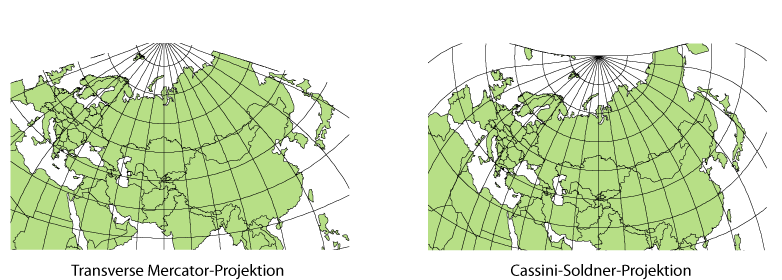 Transverse Mercator-Projektion
Cassini-Soldner-Projektion